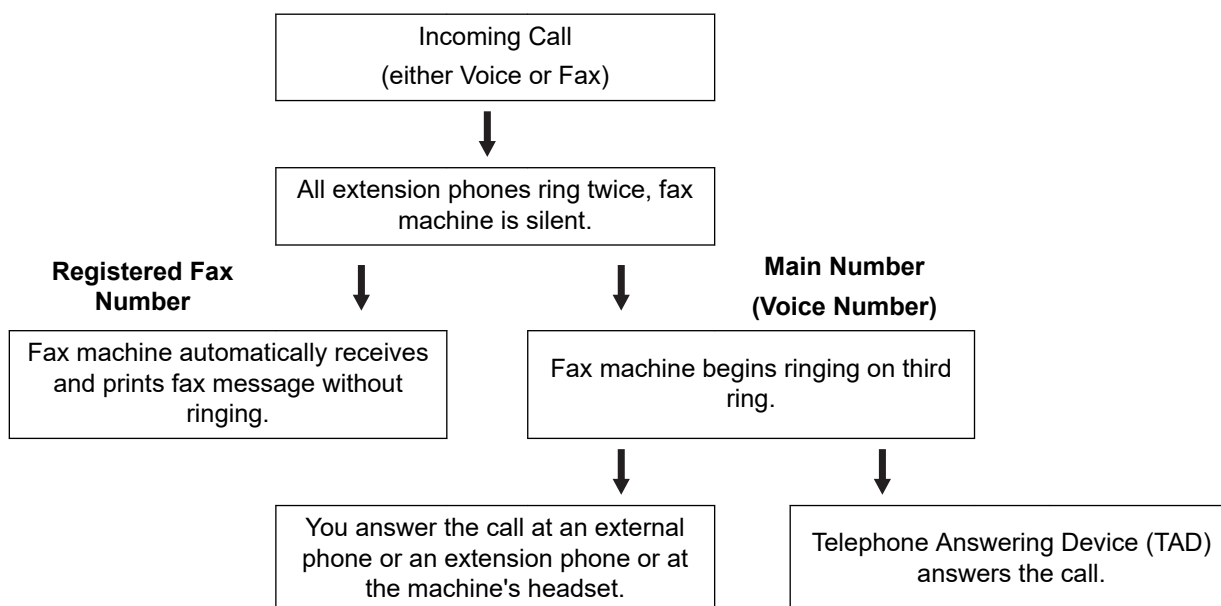 Incoming Call
(either Voice or Fax)
All extension phones ring twice, fax
machine is silent.
Registered Fax
Number
Main Number
(Voice Number)
Fax machine automatically receives
and prints fax message without
ringing.
Fax machine begins ringing on third
ring.
You answer the call at an external
phone or an extension phone or at
the machine's headset.
Telephone Answering Device (TAD)
answers the call.